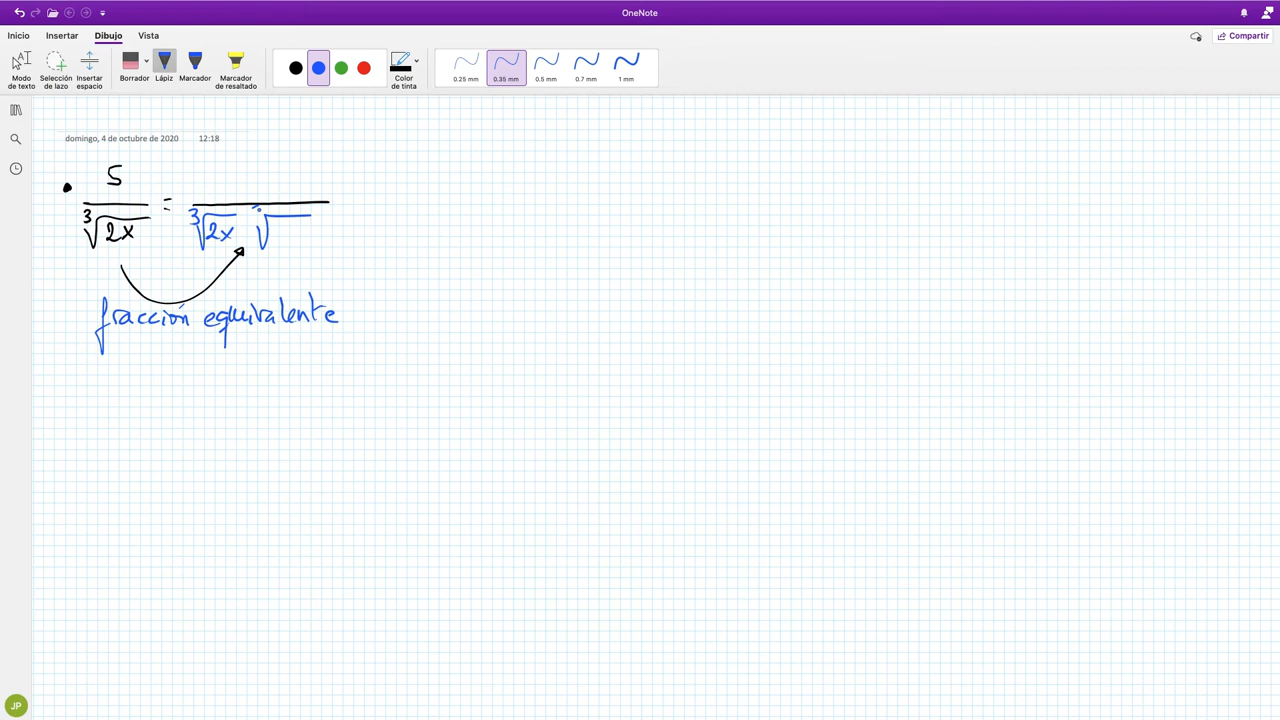 OneNote
Inicio Insertar Dibujo Vista Compartir
Modo de texto Selección de lazo Insertar espacio Borrador Lápiz Marcador Marcador de resaltado Color de tinta 0.25 mm 0.35 mm 0.5 mm 0.7 mm 1 mm
domingo, 4 de octubre de 2020 12:18
• 5
=
3√2x 3√2x √
fracción equivalente
JP